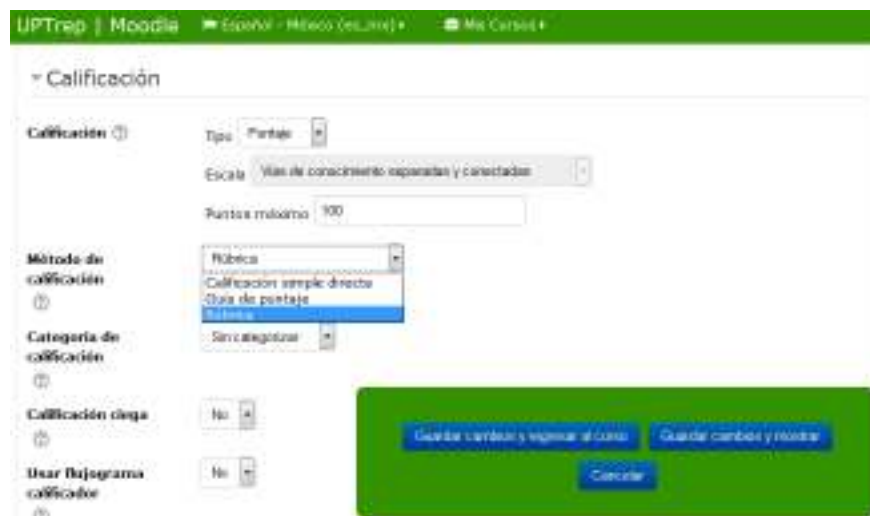 UPTrep | Moodle Español - México (es_mx) Mis Cursos
Calificación
Calificación Tipo Puntaje
Escala Vías de conocimiento separadas y conectadas
Puntos máximo 100
Método de calificación Rúbrica
Calificación simple directa
Guía de puntaje
Rúbrica
Categoría de calificación Sin categorizar
Calificación ciega No
Guardar cambios y regresar al curso Guardar cambios y mostrar
Usar flujograma calificador No
Cancelar